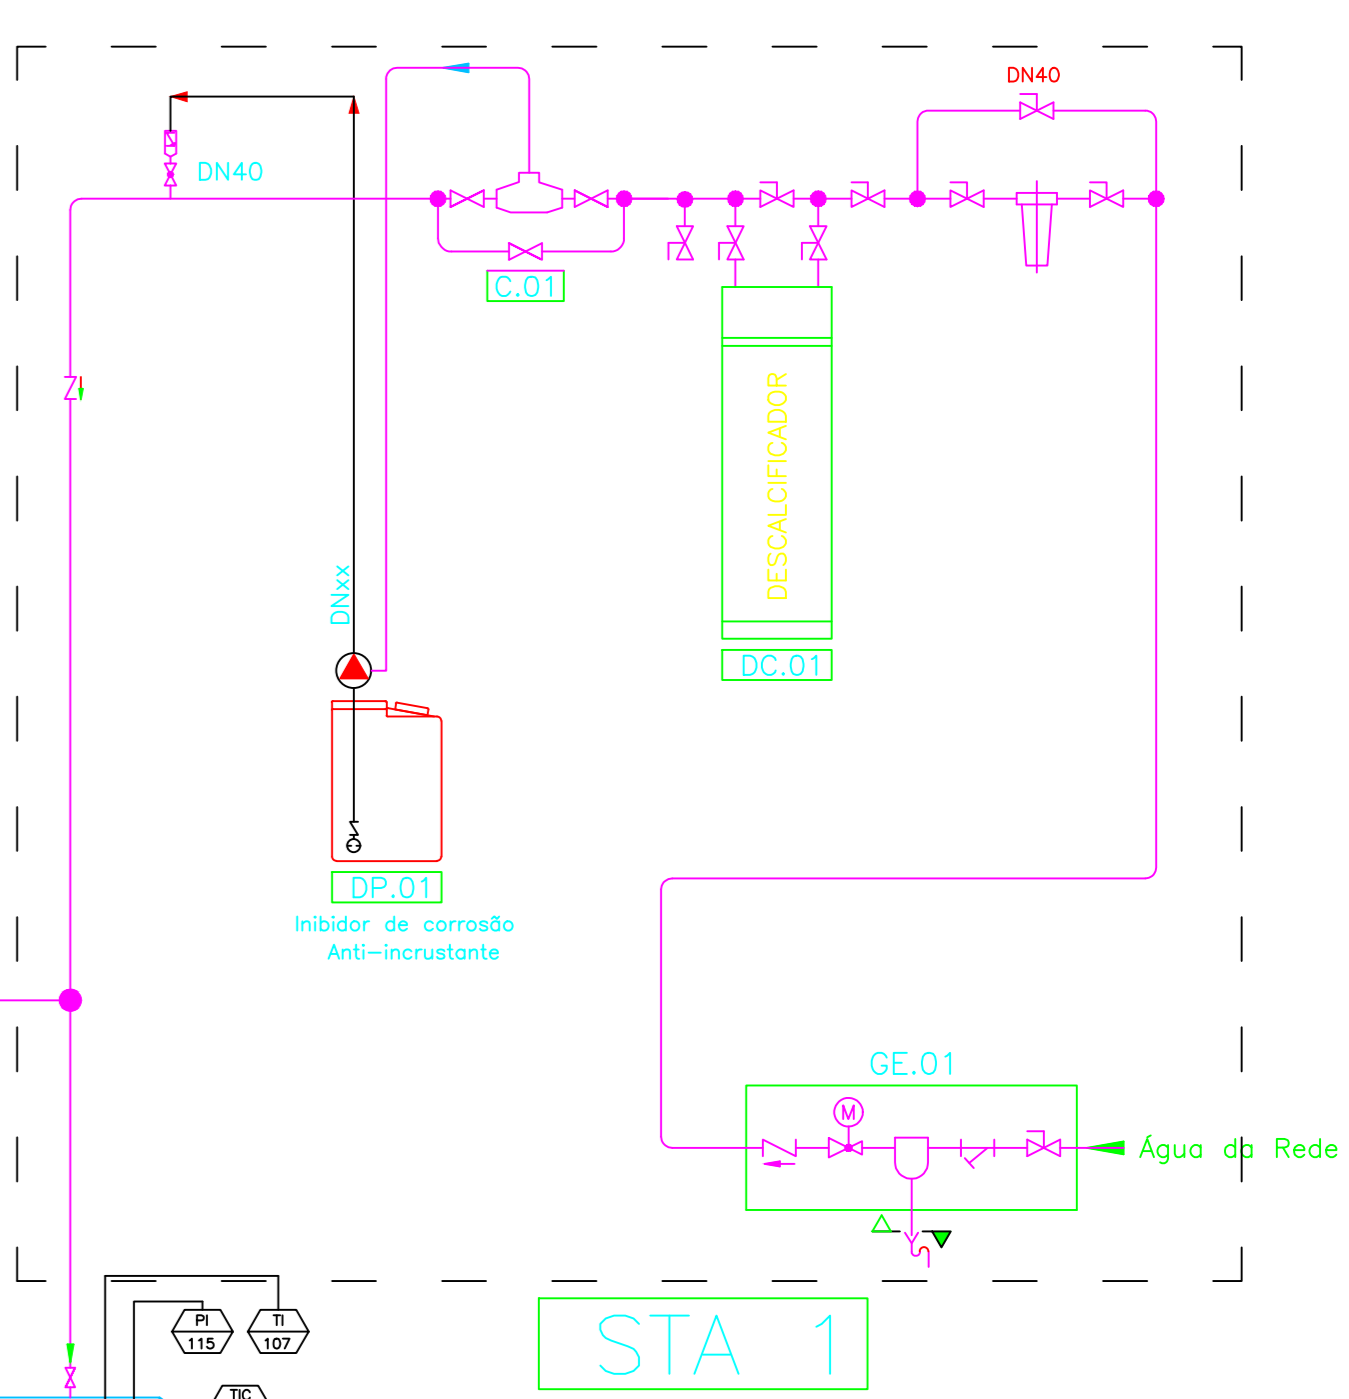 DN40
DN40
C.01
DESCALCIFICADOR
DNxx
DC.01
DP.01
Inibidor de corrosão
Anti-incrustante
GE.01
M
Água da Rede
STA 1
PI
115
TI
107
TIC